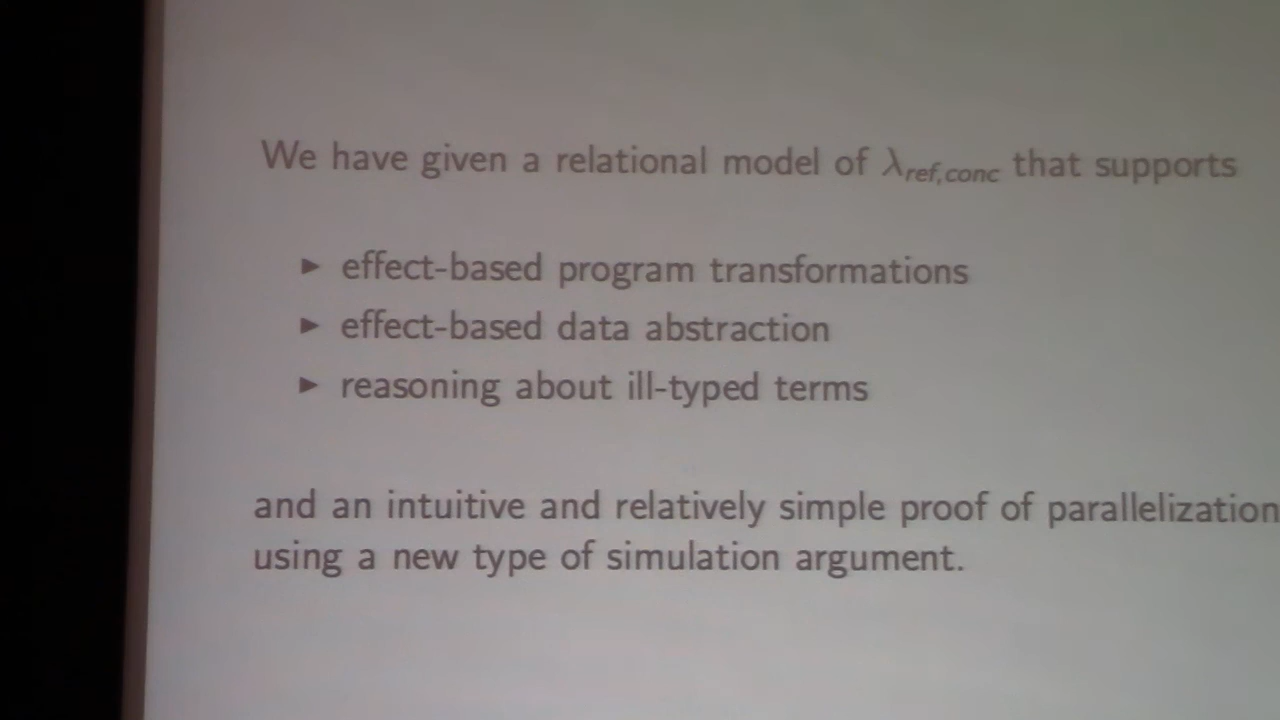 We have given a relational model of λref,conc that supports
► effect-based program transformations
► effect-based data abstraction
► reasoning about ill-typed terms
and an intuitive and relatively simple proof of parallelization
using a new type of simulation argument.